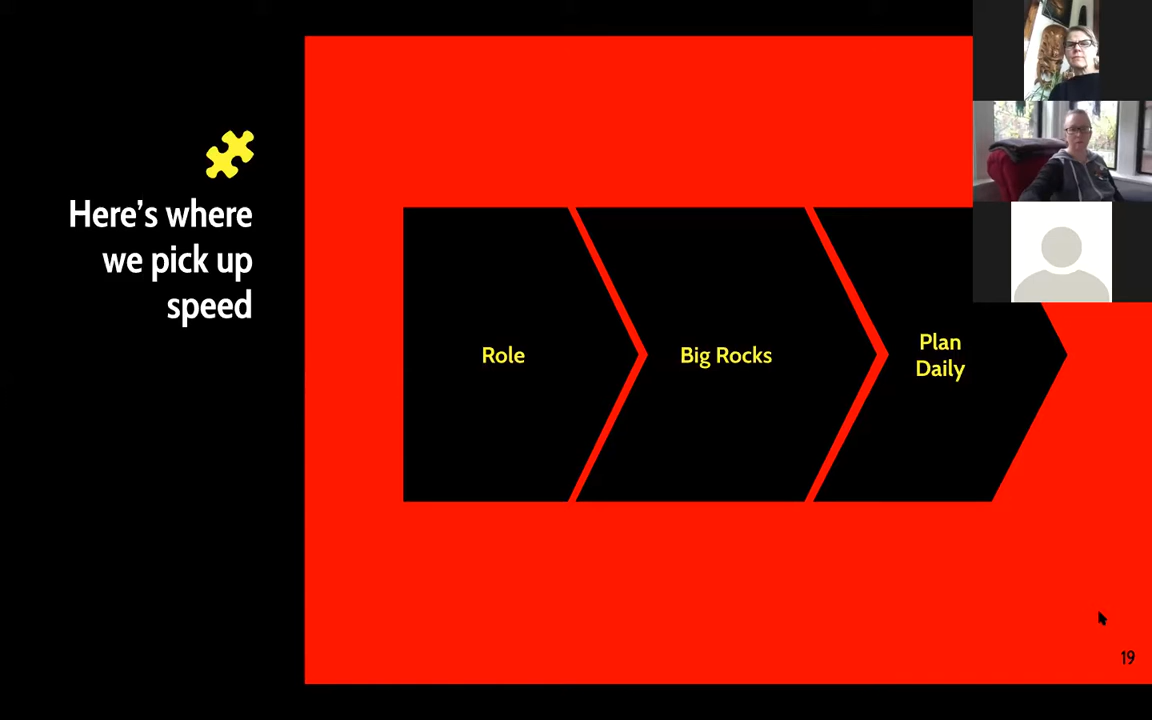 Here’s where
we pick up
speed
Role
Big Rocks
Plan
Daily
19